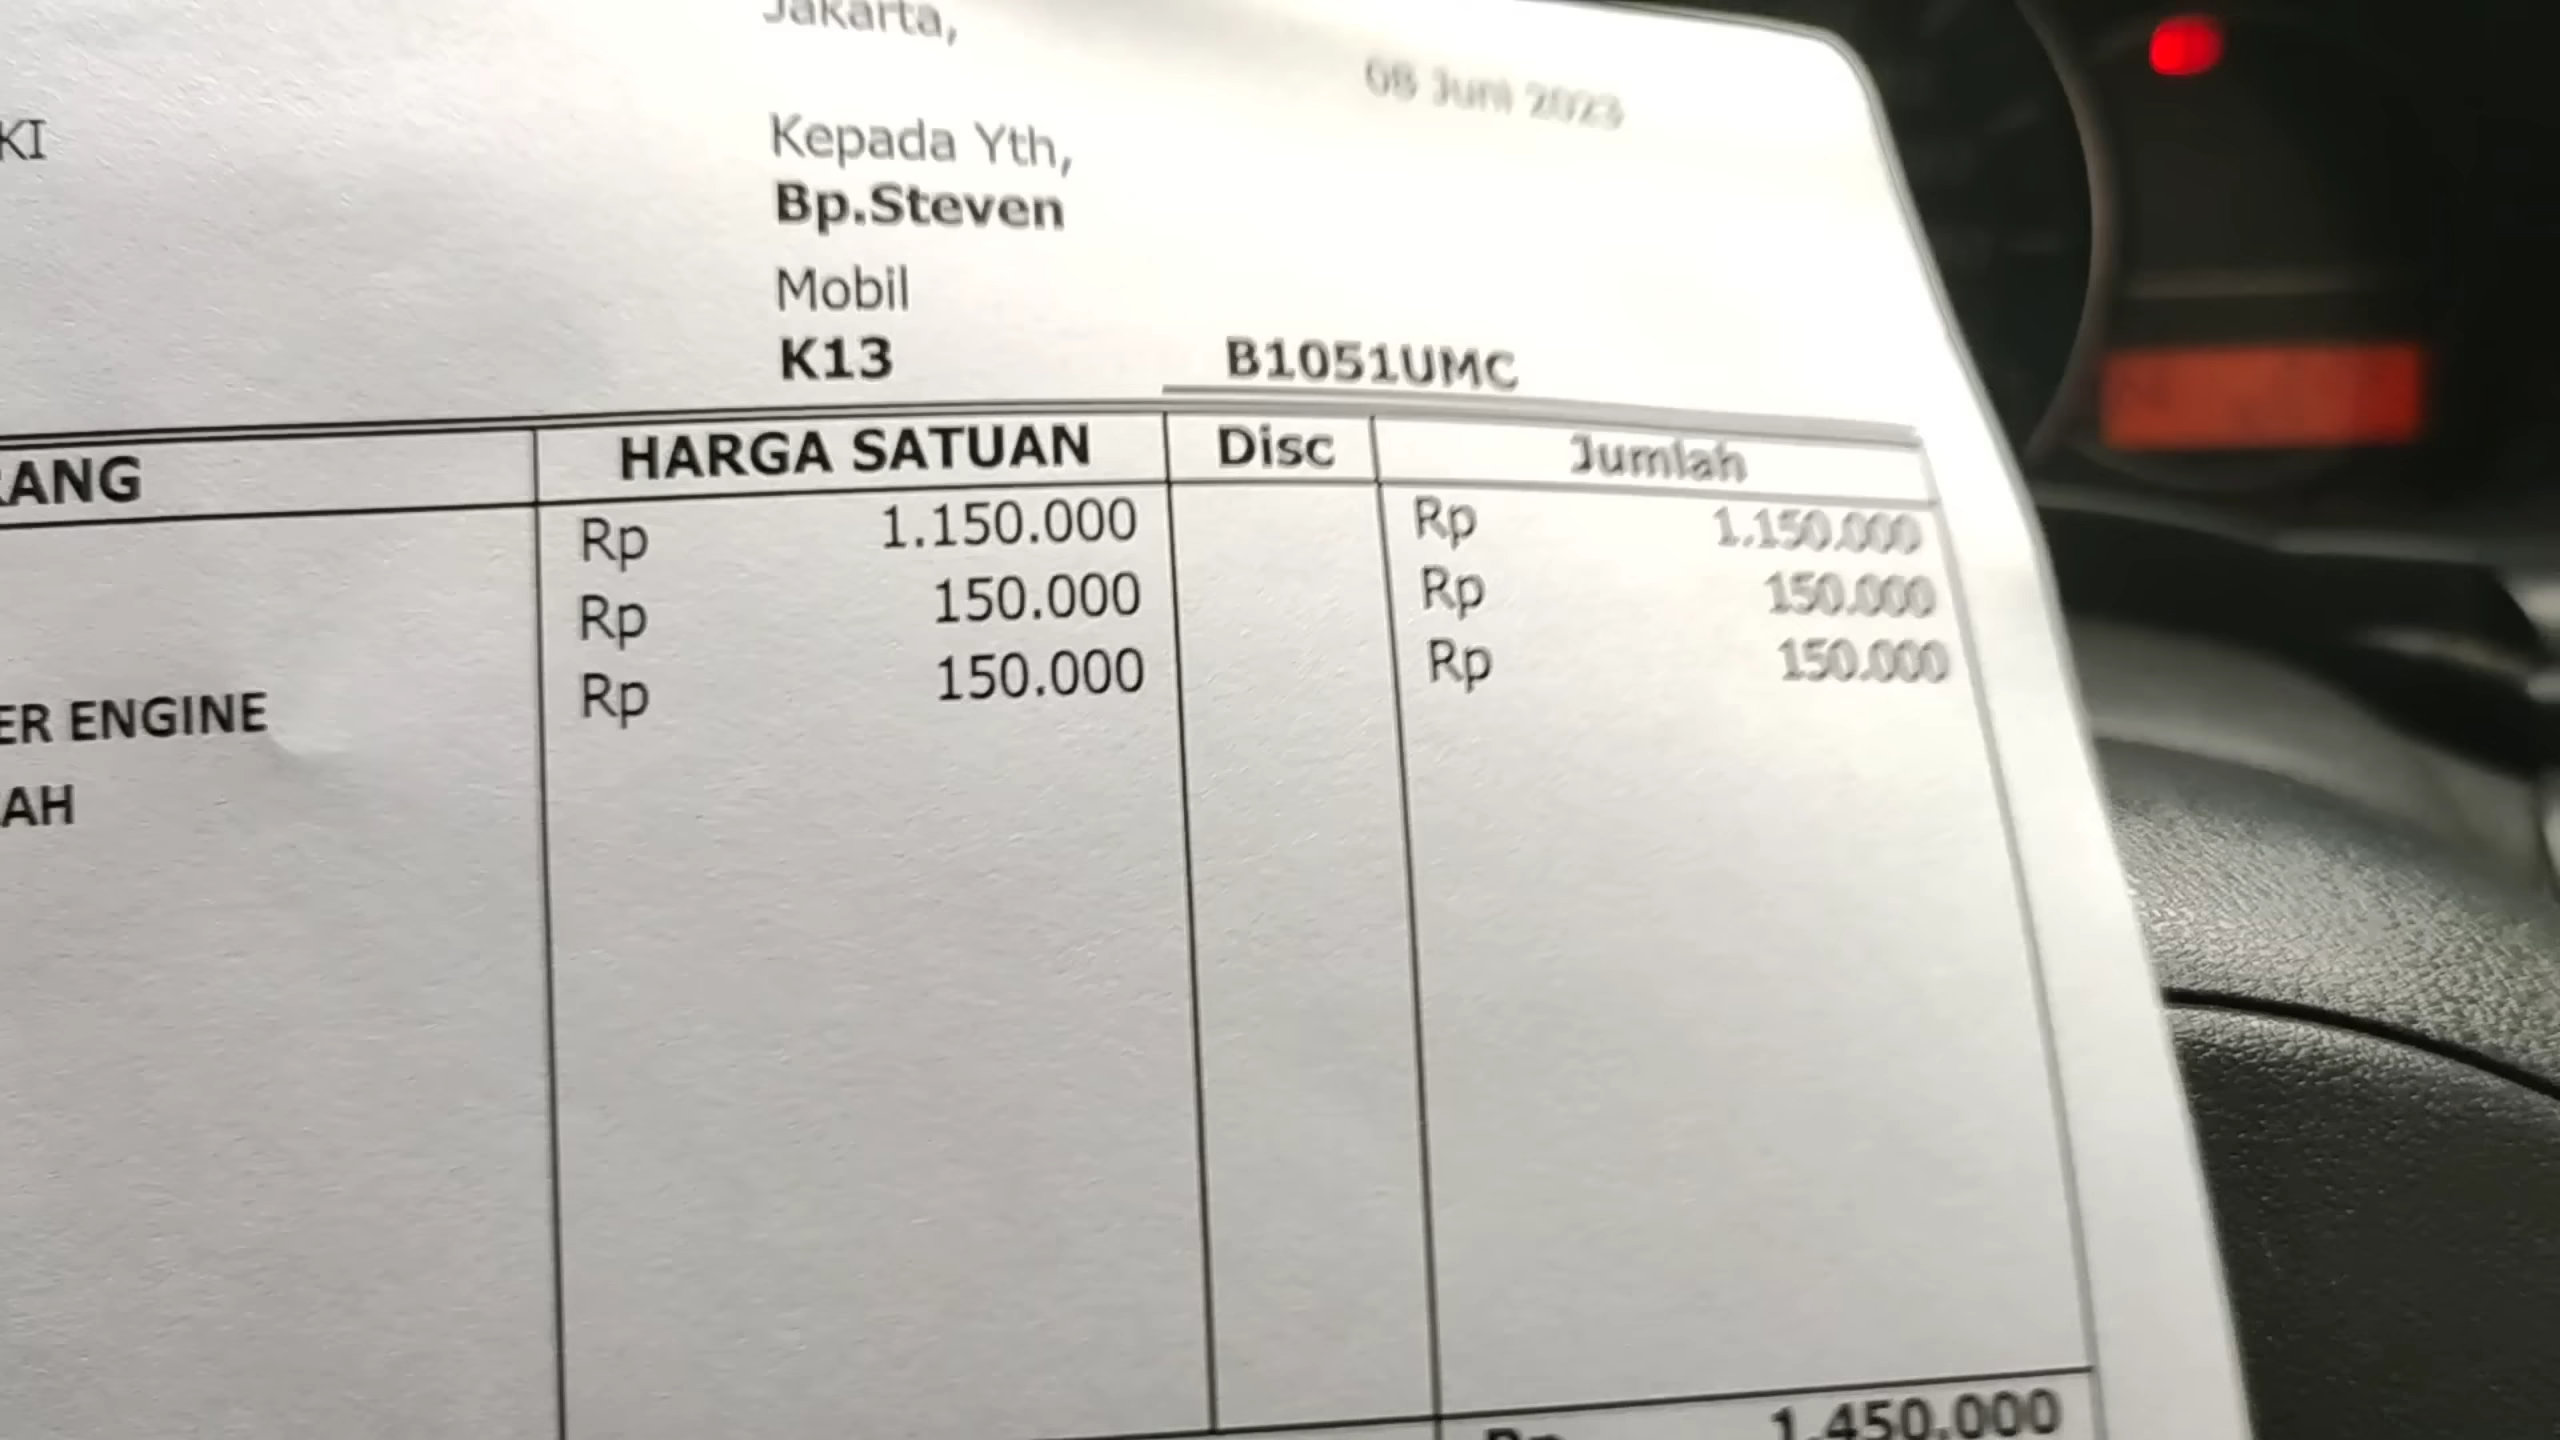 Jakarta,
08 Juni 2023
KI
Kepada Yth,
Bp.Steven
Mobil
K13 B1051UMC
RANG HARGA SATUAN Disc Jumlah
Rp 1.150.000 Rp 1.150.000
Rp 150.000 Rp 150.000
Rp 150.000 Rp 150.000
ER ENGINE
AH
Rp 1.450.000